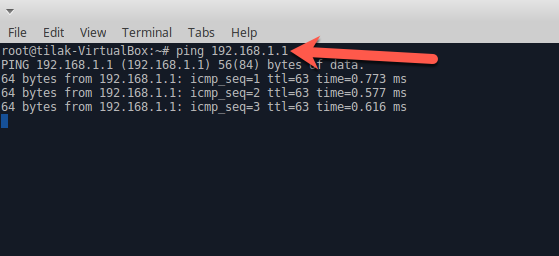 File Edit View Terminal Tabs Help
root@tilak-VirtualBox:~# ping 192.168.1.1
PING 192.168.1.1 (192.168.1.1) 56(84) bytes of data.
64 bytes from 192.168.1.1: icmp_seq=1 ttl=63 time=0.773 ms
64 bytes from 192.168.1.1: icmp_seq=2 ttl=63 time=0.577 ms
64 bytes from 192.168.1.1: icmp_seq=3 ttl=63 time=0.616 ms